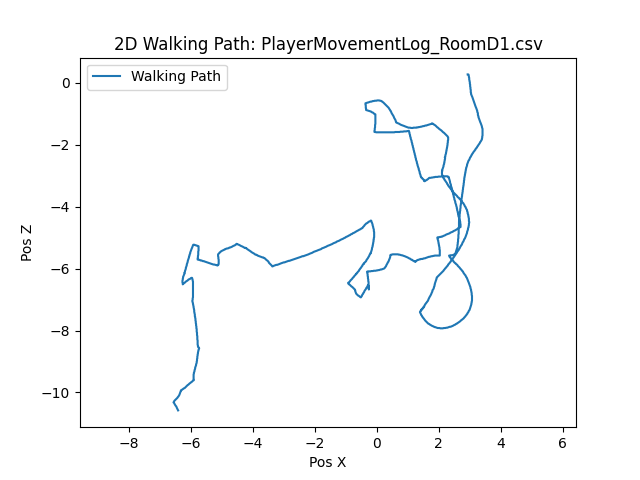 2D Walking Path: PlayerMovementLog_RoomD1.csv
Walking Path
0
−2
−4
−6
−8
−10
Pos Z
−8 −6 −4 −2 0 2 4 6
Pos X